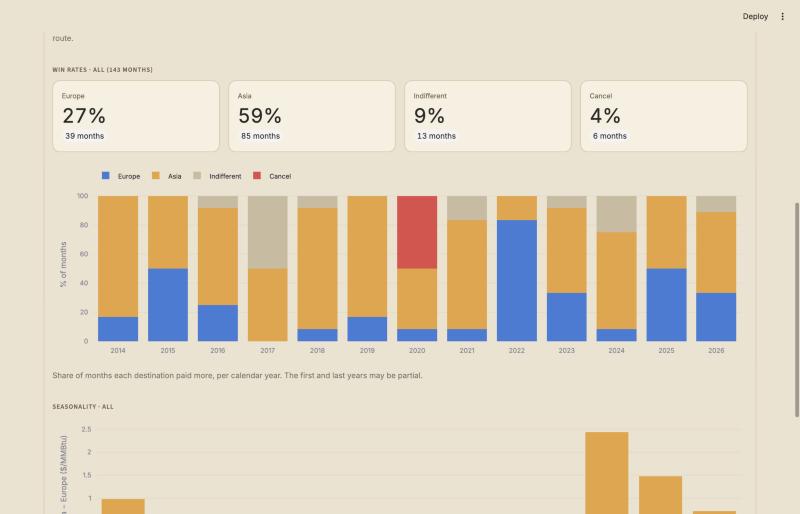 Deploy
route.
WIN RATES · ALL (143 MONTHS)
Europe
27%
39 months
Asia
59%
85 months
Indifferent
9%
13 months
Cancel
4%
6 months
Europe Asia Indifferent Cancel
% of months
100
80
60
40
20
0
2014 2015 2016 2017 2018 2019 2020 2021 2022 2023 2024 2025 2026
Share of months each destination paid more, per calendar year. The first and last years may be partial.
SEASONALITY · ALL
– Europe ($/MMBtu)
2.5
2
1.5
1